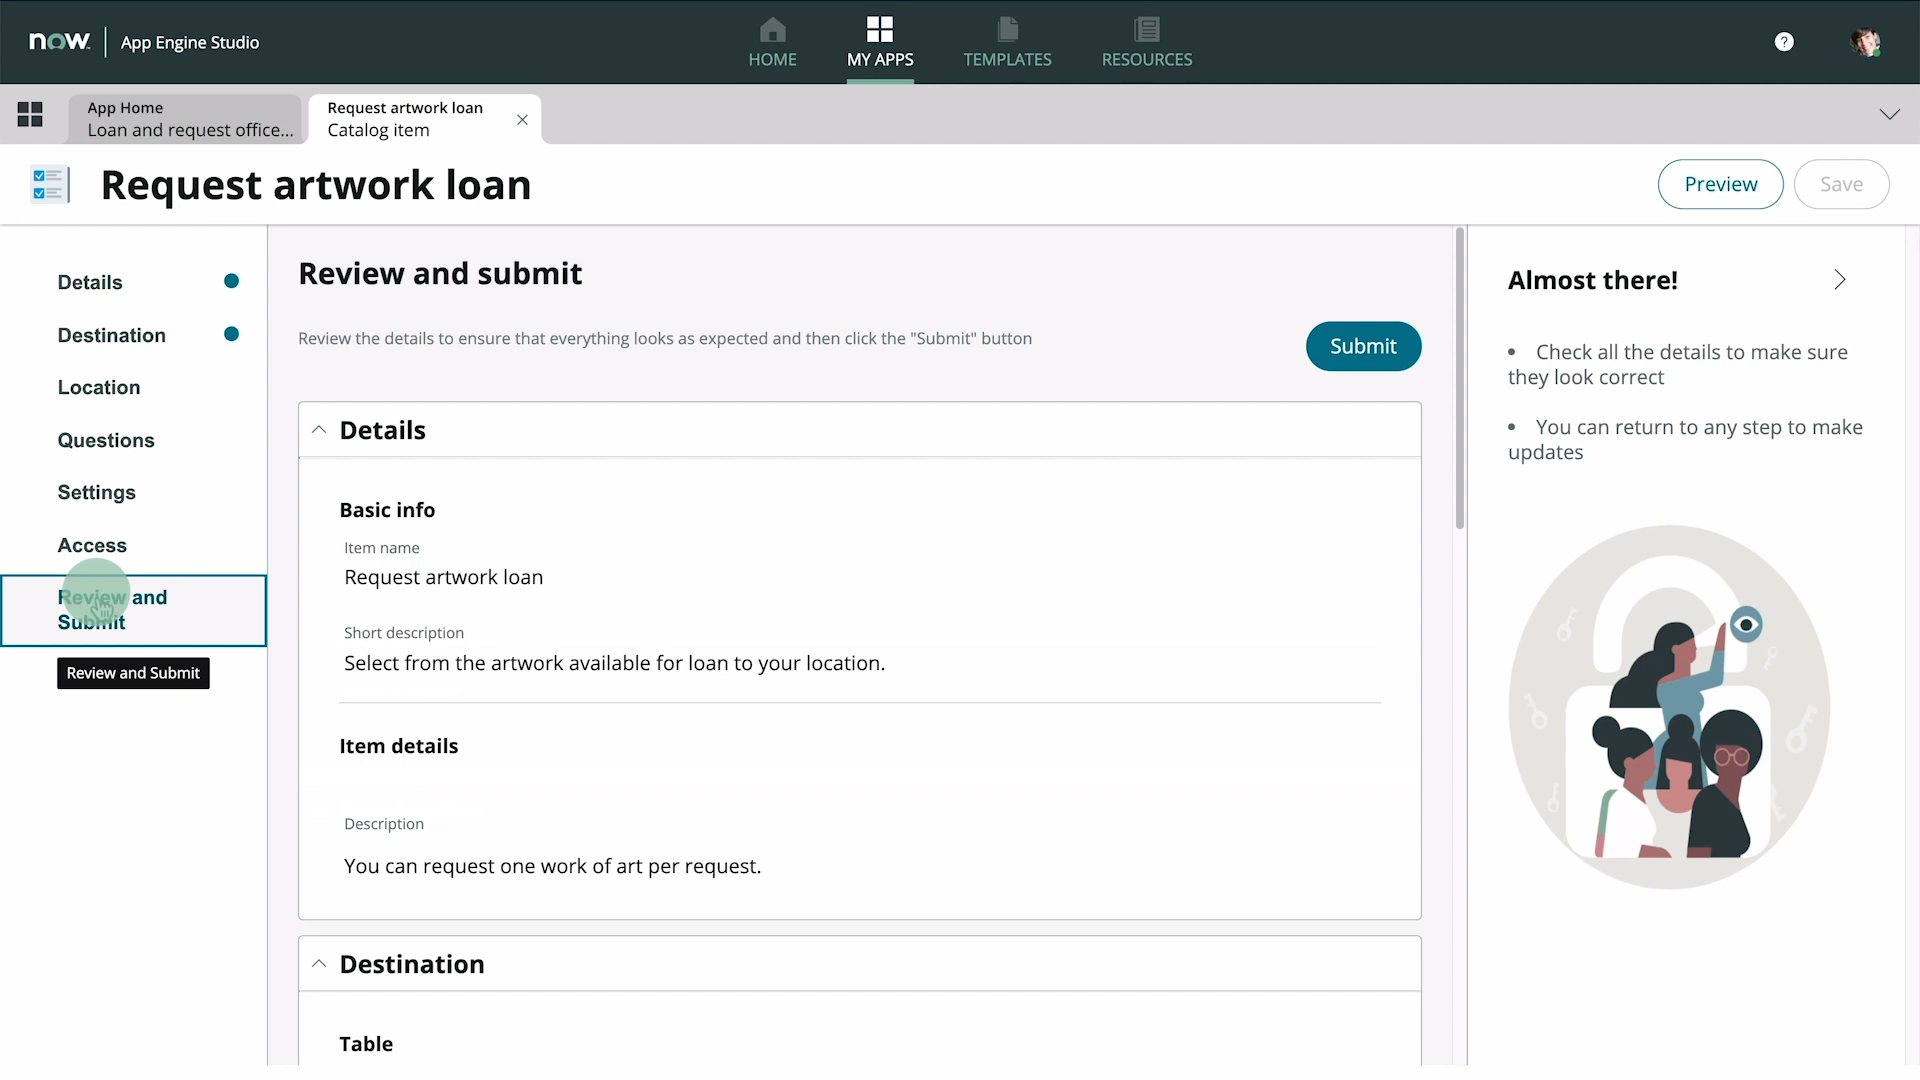 now
App Engine Studio
HOME
MY APPS
TEMPLATES
RESOURCES
?
App Home
Loan and request office...
Request artwork loan
Catalog item
Request artwork loan
Preview
Save
Details
Destination
Location
Questions
Settings
Access
Review and
Submit
Review and Submit
Review and submit
Review the details to ensure that everything looks as expected and then click the "Submit" button
Submit
Details
Basic info
Item name
Request artwork loan
Short description
Select from the artwork available for loan to your location.
Item details
Description
You can request one work of art per request.
Destination
Table
Almost there!
• Check all the details to make sure
they look correct
• You can return to any step to make
updates